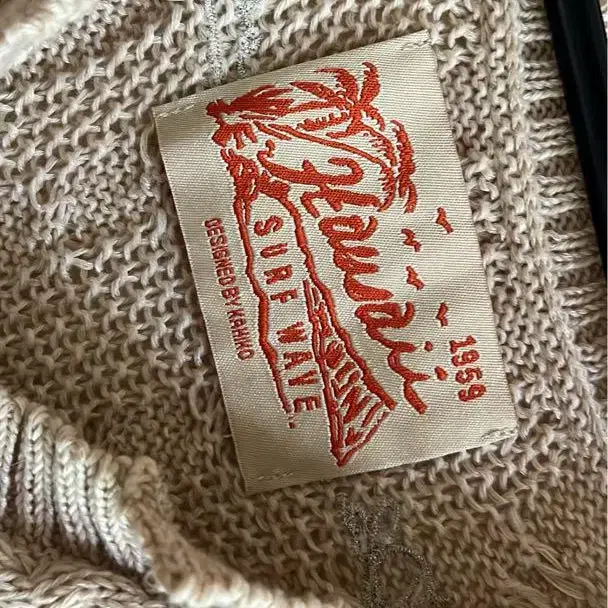 Hawaii
1959
SURF WAVE.
DESIGNED BY KAHIKO